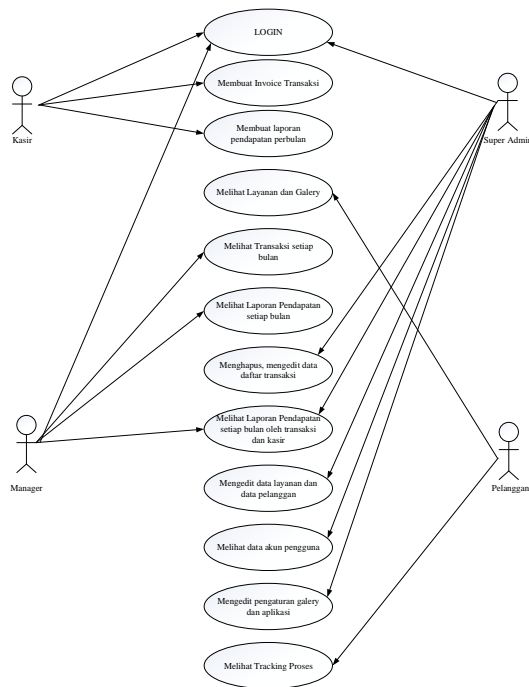 LOGIN
Membuat Invoice Transaksi
Kasir
Super Admin
Membuat laporan
pendapatan perbulan
Melihat Layanan dan Galery
Melihat Transaksi setiap
bulan
Melihat Laporan Pendapatan
setiap bulan
Menghapus, mengedit data
daftar transaksi
Melihat Laporan Pendapatan
setiap bulan oleh transaksi
dan kasir
Manager
Pelanggan
Mengedit data layanan dan
data pelanggan
Melihat data akun pengguna
Mengedit pengaturan galery
dan aplikasi
Melihat Tracking Proses